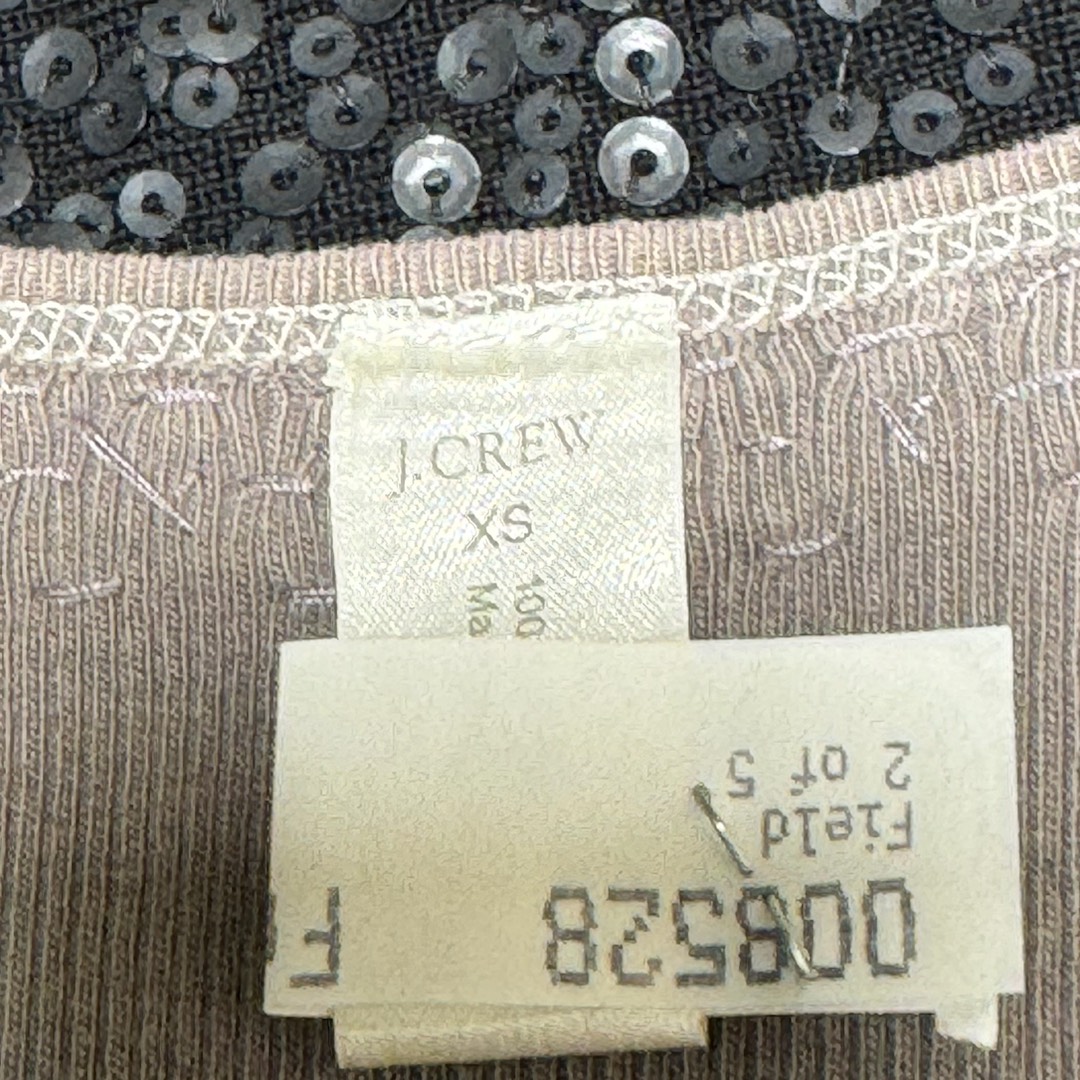 J.CREW
XS
100
Ma
008528 F
Field
2 of 5